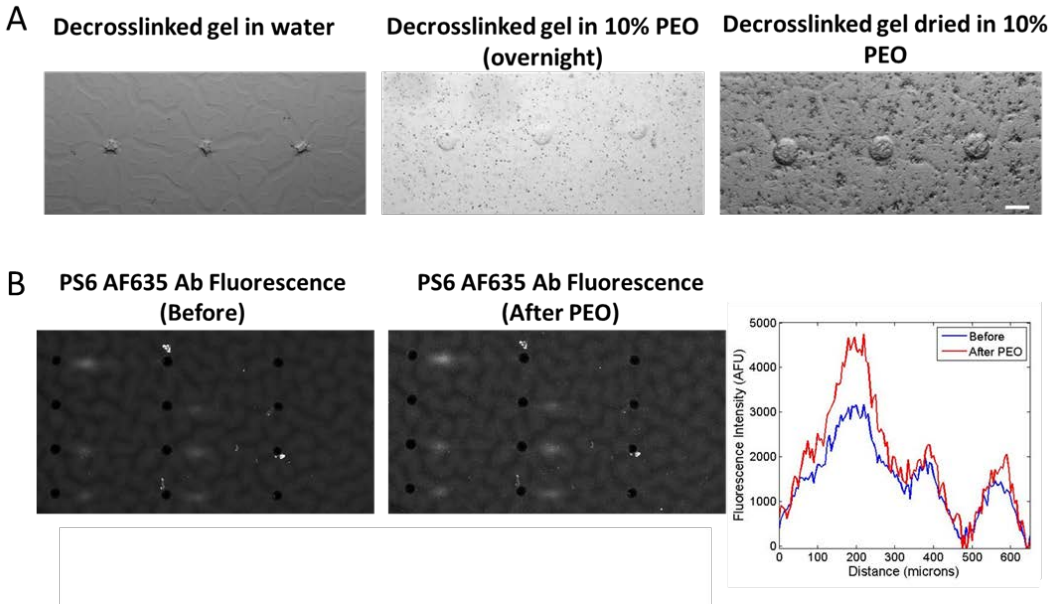 A
Decrosslinked gel in water
Decrosslinked gel in 10% PEO
(overnight)
Decrosslinked gel dried in 10%
PEO
B
PS6 AF635 Ab Fluorescence
(Before)
PS6 AF635 Ab Fluorescence
(After PEO)
Fluorescence Intensity (AFU)
5000
4000
3000
2000
1000
0
Before
After PEO
0 100 200 300 400 500 600
Distance (microns)